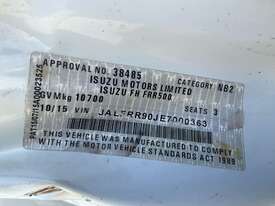 APPROVAL NO. 38485 CATEGORY NB2
ISUZU MOTORS LIMITED
ISUZU FH FRR500
GVMkg 10700 SEATS 3
10/15 VIN JALFRR90JE7000363
THIS VEHICLE WAS MANUFACTURED TO COMPLY WITH
THE MOTOR VEHICLE STANDARDS ACT 1989